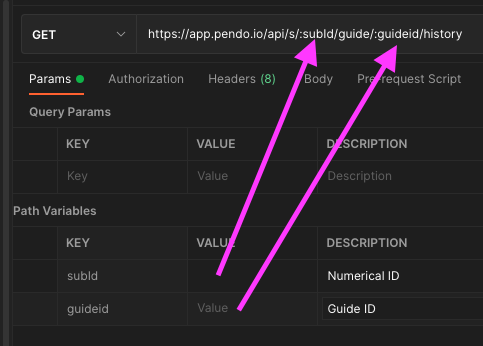 GET https://app.pendo.io/api/s/:subId/guide/:guideid/history
Params Authorization Headers (8) Body Pre-request Script
Query Params
KEY VALUE DESCRIPTION
Key Value Description
Path Variables
KEY VALUE DESCRIPTION
subId Numerical ID
guideid Value Guide ID